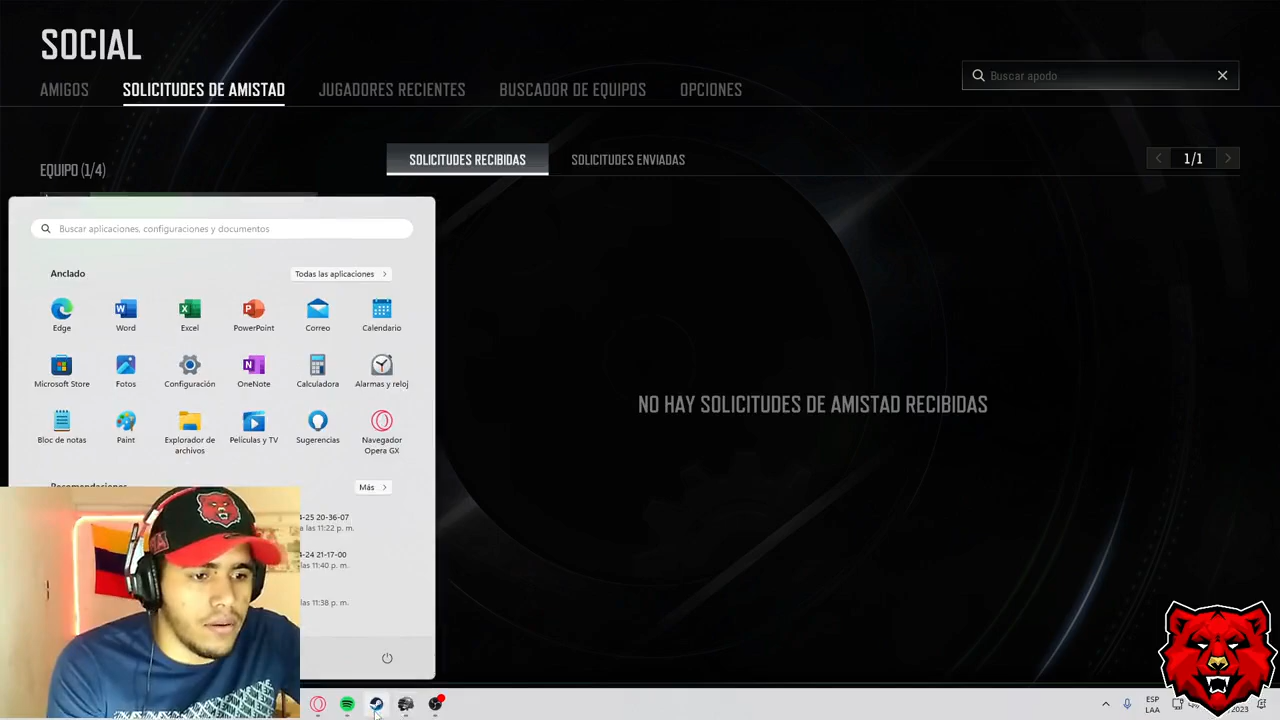 SOCIAL
AMIGOS SOLICITUDES DE AMISTAD JUGADORES RECIENTES BUSCADOR DE EQUIPOS OPCIONES
Buscar apodo
EQUIPO (1/4)
SOLICITUDES RECIBIDAS SOLICITUDES ENVIADAS
1/1
Buscar aplicaciones, configuraciones y documentos
Anclado
Todas las aplicaciones
Edge Word Excel PowerPoint Correo Calendario
Microsoft Store Fotos Configuración OneNote Calculadora Alarmas y reloj
Bloc de notas Paint Explorador de archivos Películas y TV Sugerencias Navegador Opera GX
NO HAY SOLICITUDES DE AMISTAD RECIBIDAS
Recomendaciones
Más
4-25 20-36-07
a las 11:22 p. m.
4-24 21-17-00
las 11:40 p. m.
las 11:38 p. m.
ESP
LAA
2023